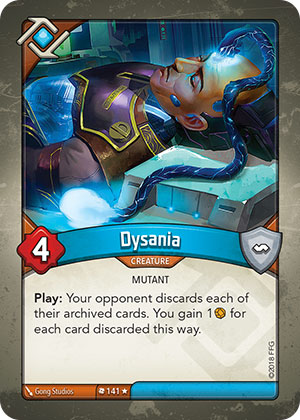 Dysania
CREATURE
4
MUTANT
Play: Your opponent discards each of
their archived cards. You gain 1 for
each card discarded this way.
Gong Studios
141
©2018 FFG